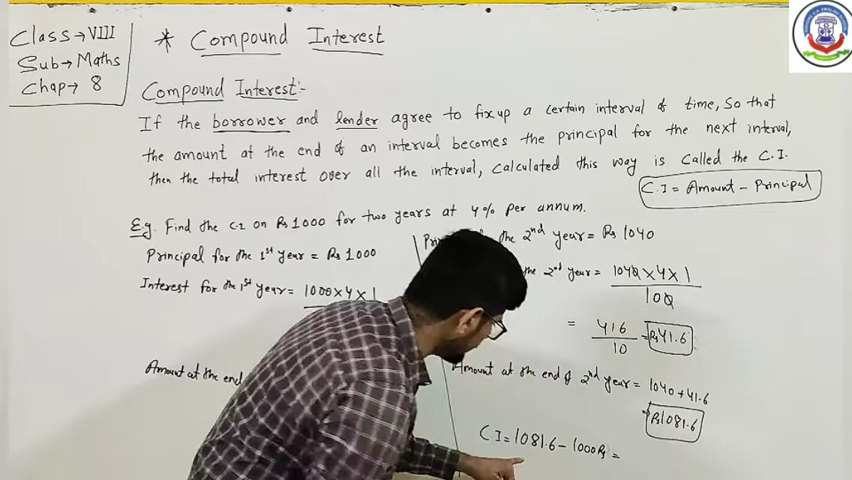 Class→VIII
Sub→Maths
Chap→ 8
* Compound Interest
Compound Interest:-
If the borrower and lender agree to fix up a certain interval of time, So that
the amount at the end of an interval becomes the principal for the next interval,
then the total interest over all the interval, Calculated this way is Called the C.I.
C.I = Amount - Principal
E.g. Find the C.I on Rs 1000 for two years at 4% per annum.
Principal for the 1st year = Rs 1000
Interest for the 1st year = 1000×4×1
Amount at the end
the 2nd year = Rs 1040
the 2nd year = 1040×4×1
100
= 416
10
= Rs 41.6
Amount at the end of 2nd year = 1040 + 41.6
= Rs 1081.6
C.I = 1081.6 - 1000 Rs =